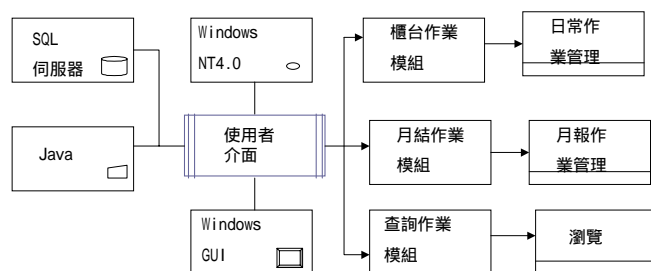 SQL
伺服器
Windows
NT4.0
櫃台作業
模組
日常作
業管理
Java
使用者
介面
月結作業
模組
月報作
業管理
Windows
GUI
查詢作業
模組
瀏覽